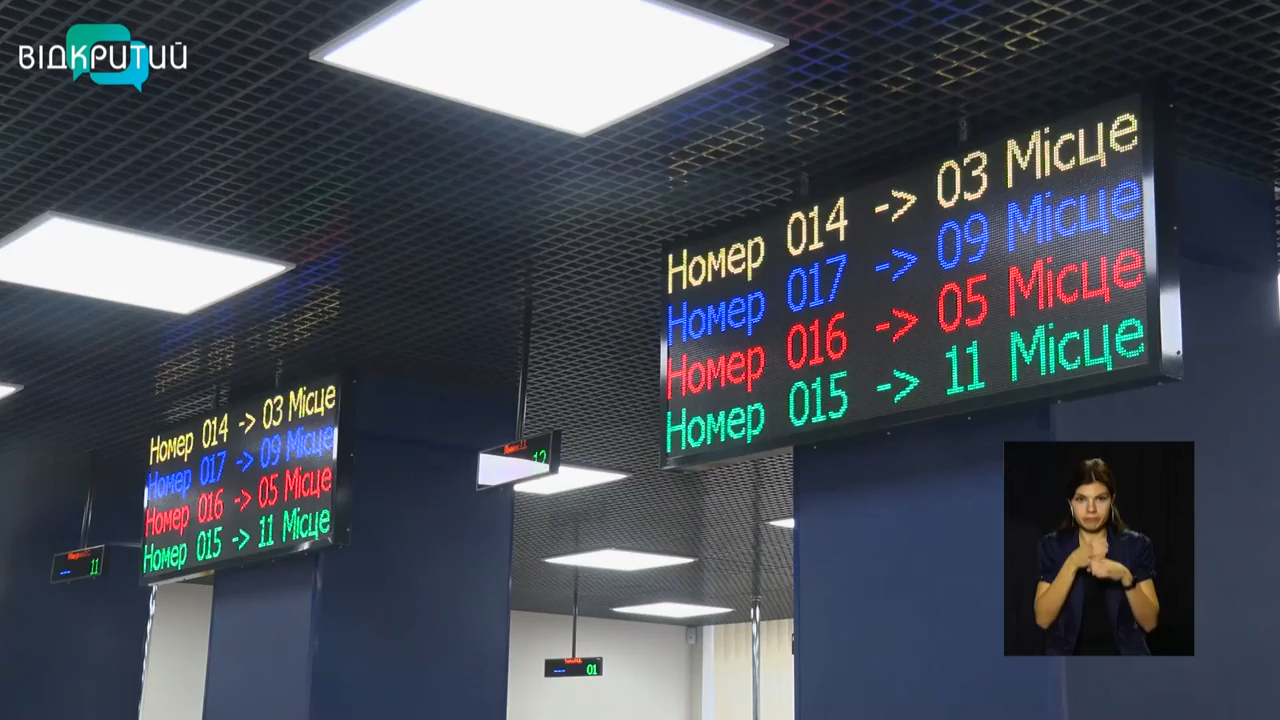 ВІДКРИТИЙ
Номер 014 -> 03 Місце
Номер 017 -> 09 Місце
Номер 016 -> 05 Місце
Номер 015 -> 11 Місце
Номер 014 -> 03 Місце
Номер 017 -> 09 Місце
Номер 016 -> 05 Місце
Номер 015 -> 11 Місце
12
11
01